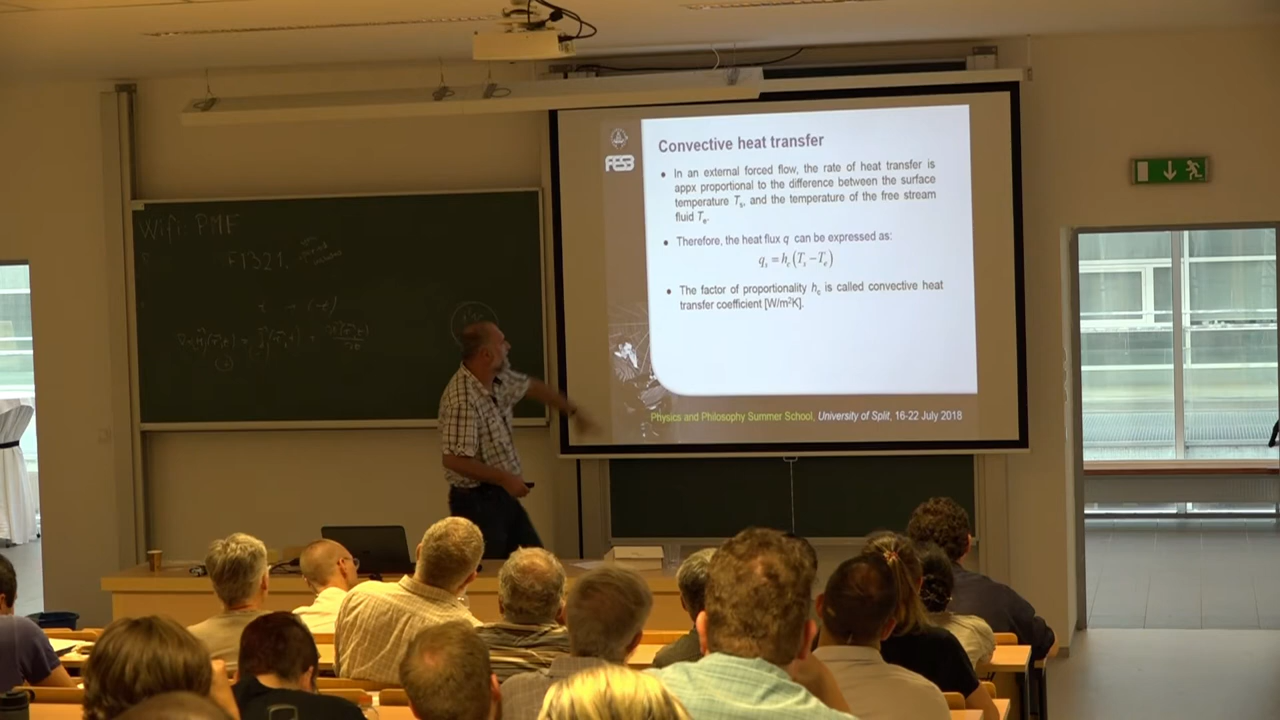 Wifi: PMF
FESB
Convective heat transfer
• In an external forced flow, the rate of heat transfer is
appx proportional to the difference between the surface
temperature Ts, and the temperature of the free stream
fluid Te.
• Therefore, the heat flux q can be expressed as:
qs = hc(Ts − Te)
• The factor of proportionality hc is called convective heat
transfer coefficient [W/m²K].
Physics and Philosophy Summer School, University of Split, 16-22 July 2018